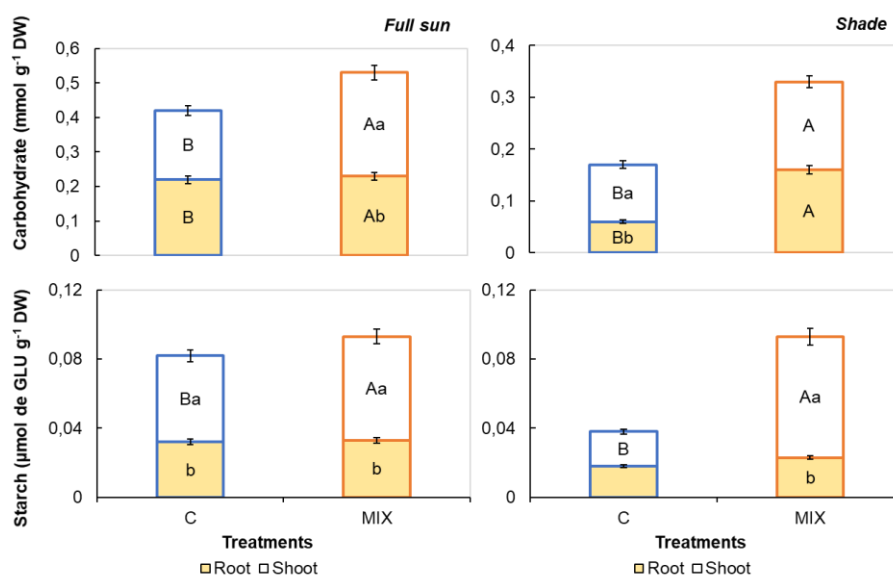 Full sun
Shade
Carbohydrate (mmol g-1 DW)
0,6
0,5
0,4
0,3
0,2
0,1
0
B
B
Aa
Ab
0,4
0,3
0,2
0,1
0
Ba
Bb
A
A
Starch (µmol de GLU g-1 DW)
0,12
0,08
0,04
0
Ba
b
Aa
b
C
MIX
Treatments
Root Shoot
0,12
0,08
0,04
0
B
Aa
b
C
MIX
Treatments
Root Shoot